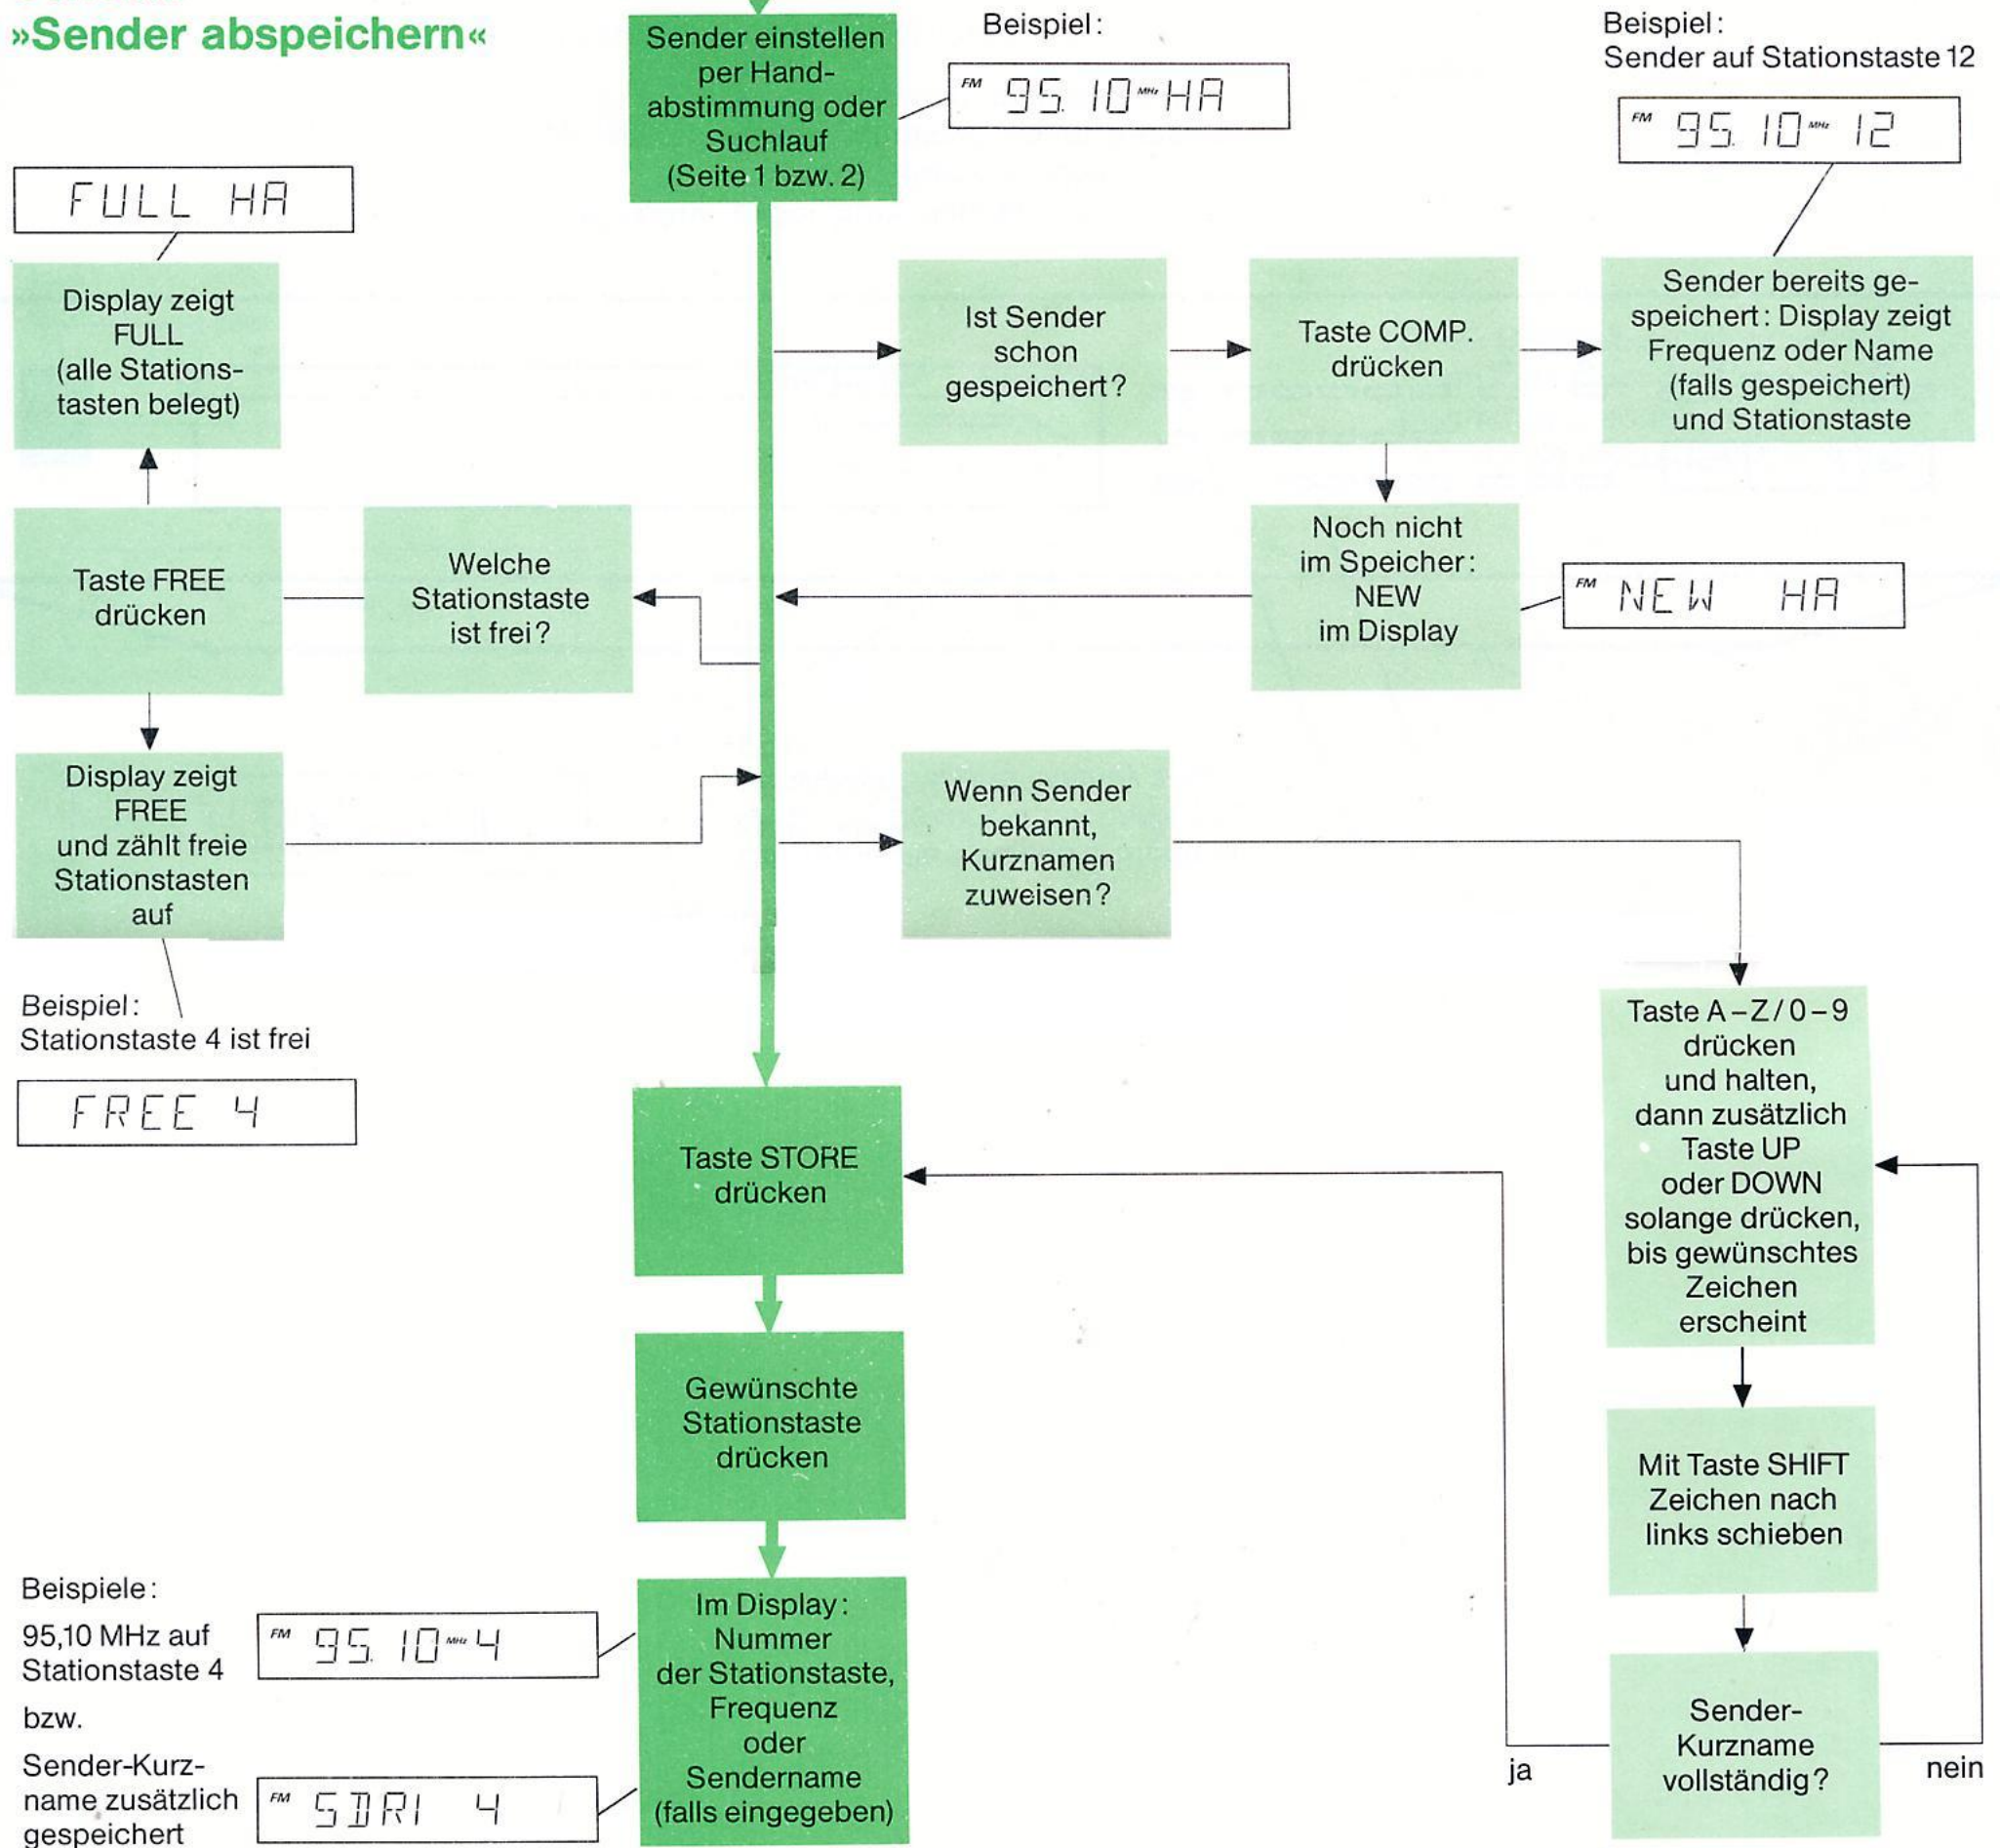 »Sender abspeichern«
Sender einstellen
per Hand-
abstimmung oder
Suchlauf
(Seite 1 bzw. 2)
Beispiel:
FM 95.10 MHz HA
Beispiel:
Sender auf Stationstaste 12
FM 95.10 MHz 12
FULL HA
Display zeigt
FULL
(alle Stations-
tasten belegt)
Ist Sender
schon
gespeichert?
Taste COMP.
drücken
Sender bereits ge-
speichert: Display zeigt
Frequenz oder Name
(falls gespeichert)
und Stationstaste
Taste FREE
drücken
Welche
Stationstaste
ist frei?
Noch nicht
im Speicher:
NEW
im Display
FM NEW HA
Display zeigt
FREE
und zählt freie
Stationstasten
auf
Wenn Sender
bekannt,
Kurznamen
zuweisen?
Beispiel:
Stationstaste 4 ist frei
FREE 4
Taste A–Z/0–9
drücken
und halten,
dann zusätzlich
Taste UP
oder DOWN
solange drücken,
bis gewünschtes
Zeichen
erscheint
Taste STORE
drücken
Gewünschte
Stationstaste
drücken
Mit Taste SHIFT
Zeichen nach
links schieben
Beispiele:
95,10 MHz auf
Stationstaste 4
FM 95.10 MHz 4
bzw.
Sender-Kurz-
name zusätzlich
gespeichert
FM SDR1 4
Im Display:
Nummer
der Stationstaste,
Frequenz
oder
Sendername
(falls eingegeben)
Sender-
Kurzname
vollständig?
ja
nein